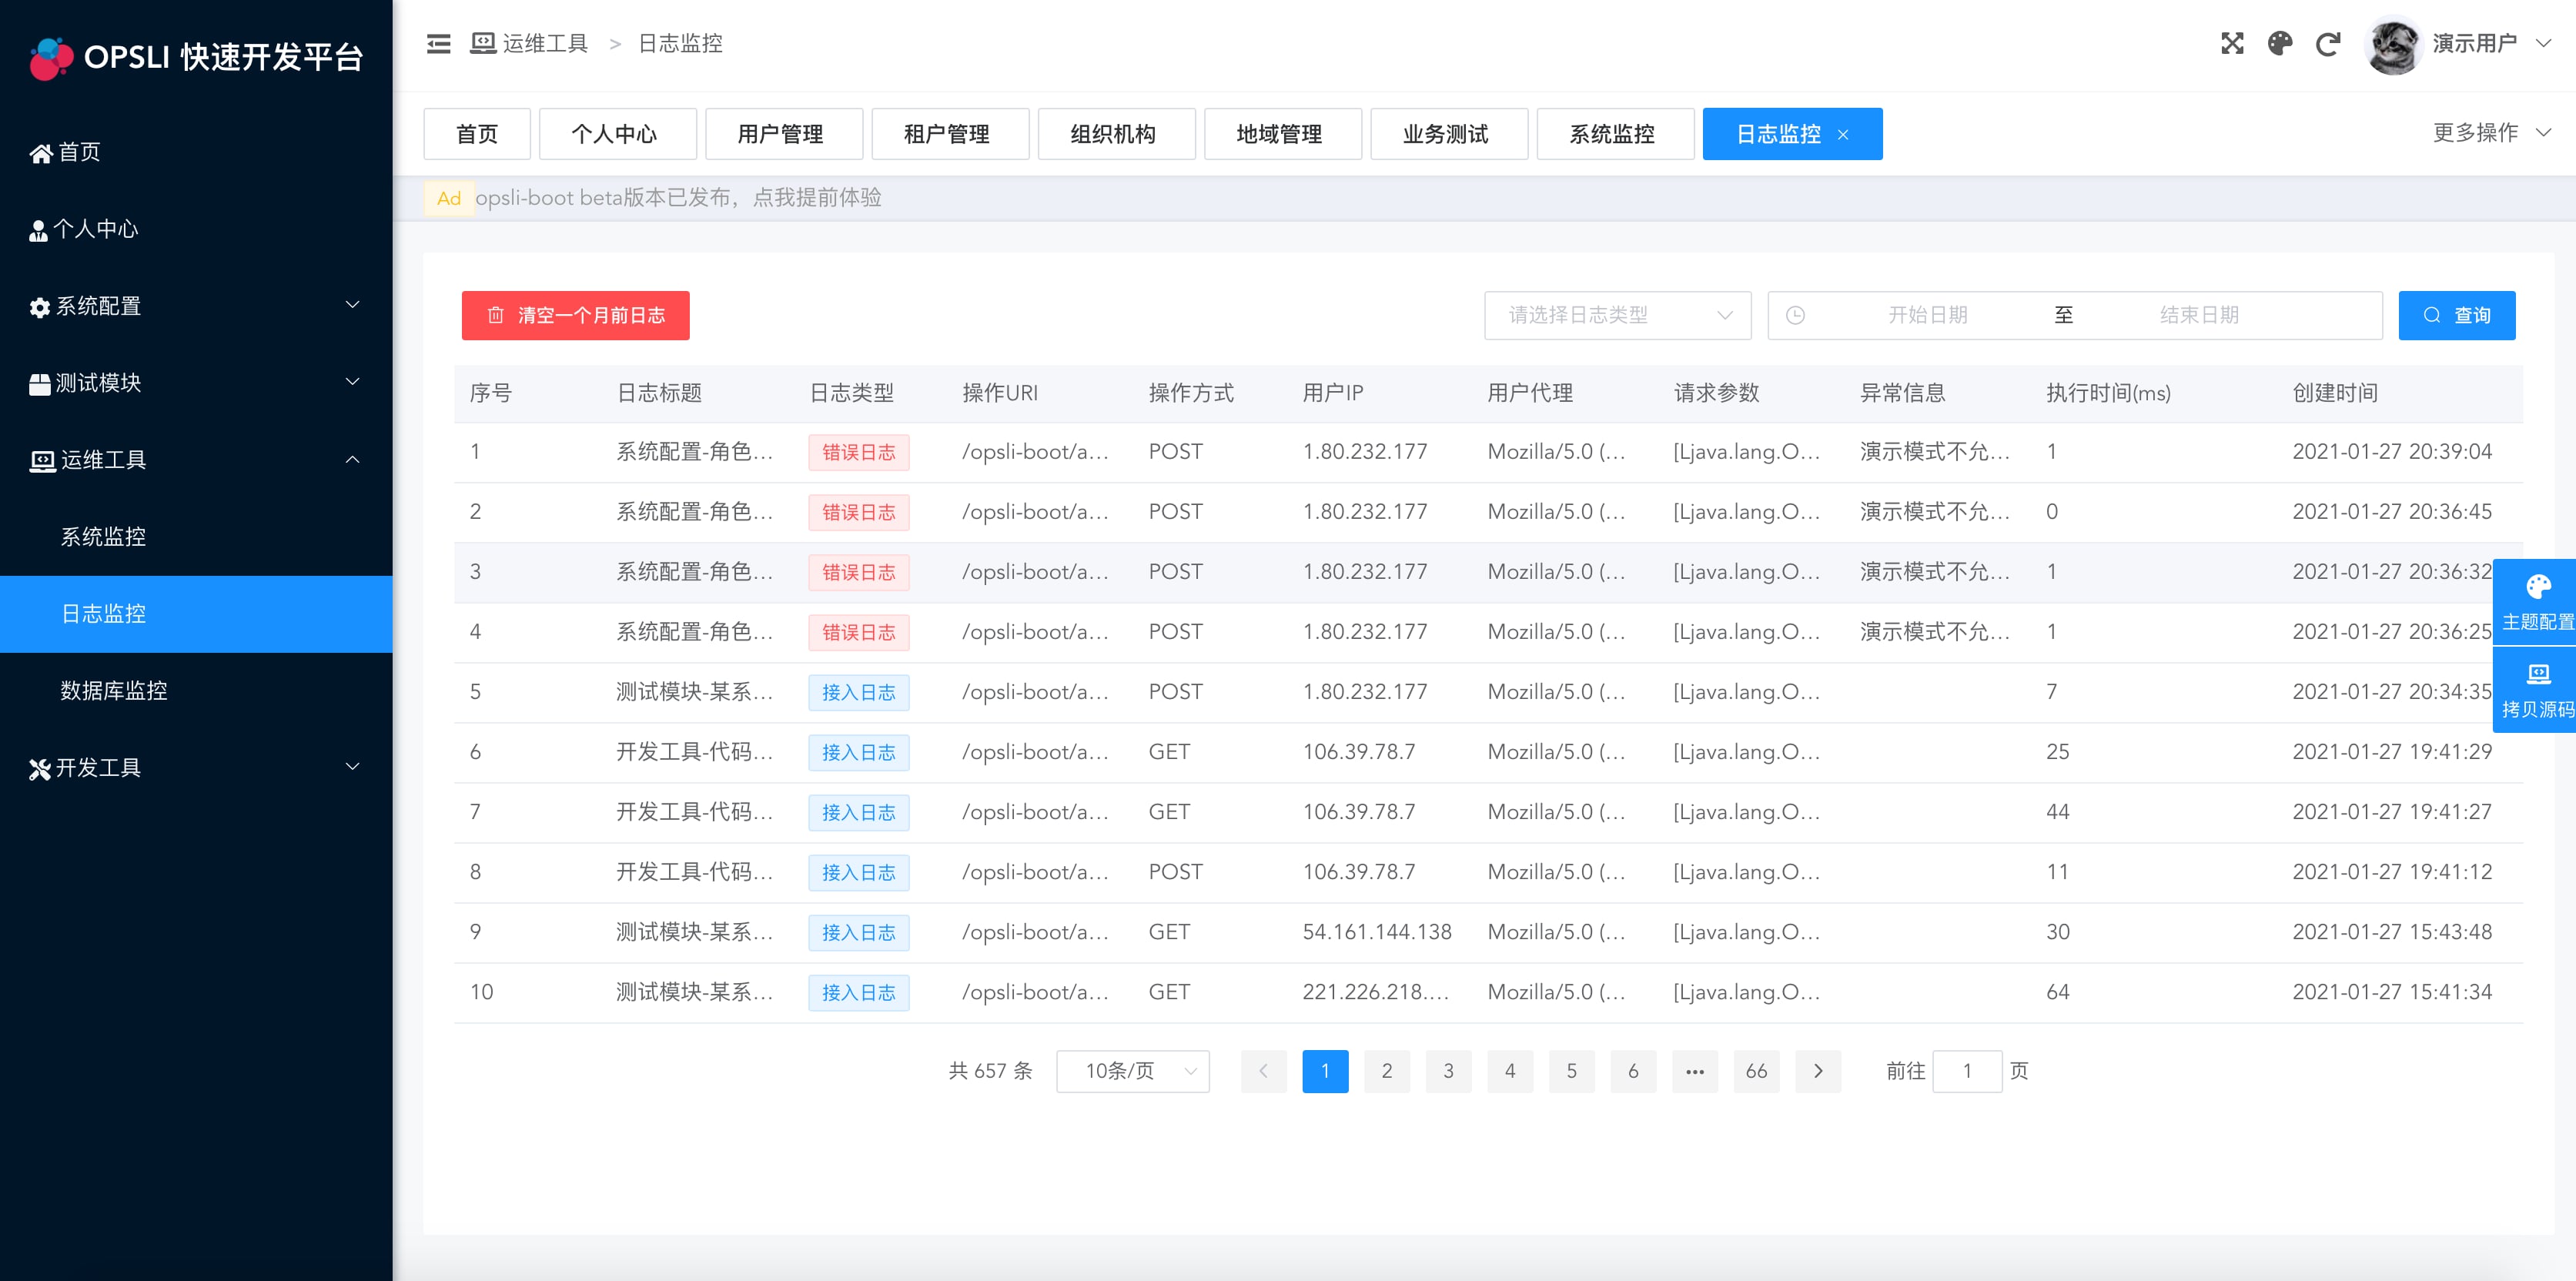 OPSLI 快速开发平台
首页
个人中心
系统配置
测试模块
运维工具
系统监控
日志监控
数据库监控
开发工具
运维工具 > 日志监控
演示用户
首页 个人中心 用户管理 租户管理 组织机构 地域管理 业务测试 系统监控 日志监控 ×
更多操作
Ad opsli-boot beta版本已发布，点我提前体验
清空一个月前日志 请选择日志类型 开始日期 至 结束日期 查询
序号 日志标题 日志类型 操作URI 操作方式 用户IP 用户代理 请求参数 异常信息 执行时间(ms) 创建时间
1 系统配置-角色... 错误日志 /opsli-boot/a... POST 1.80.232.177 Mozilla/5.0 (... [Ljava.lang.O... 演示模式不允... 1 2021-01-27 20:39:04
2 系统配置-角色... 错误日志 /opsli-boot/a... POST 1.80.232.177 Mozilla/5.0 (... [Ljava.lang.O... 演示模式不允... 0 2021-01-27 20:36:45
3 系统配置-角色... 错误日志 /opsli-boot/a... POST 1.80.232.177 Mozilla/5.0 (... [Ljava.lang.O... 演示模式不允... 1 2021-01-27 20:36:32
4 系统配置-角色... 错误日志 /opsli-boot/a... POST 1.80.232.177 Mozilla/5.0 (... [Ljava.lang.O... 演示模式不允... 1 2021-01-27 20:36:25
5 测试模块-某系... 接入日志 /opsli-boot/a... POST 1.80.232.177 Mozilla/5.0 (... [Ljava.lang.O... 7 2021-01-27 20:34:35
6 开发工具-代码... 接入日志 /opsli-boot/a... GET 106.39.78.7 Mozilla/5.0 (... [Ljava.lang.O... 25 2021-01-27 19:41:29
7 开发工具-代码... 接入日志 /opsli-boot/a... GET 106.39.78.7 Mozilla/5.0 (... [Ljava.lang.O... 44 2021-01-27 19:41:27
8 开发工具-代码... 接入日志 /opsli-boot/a... POST 106.39.78.7 Mozilla/5.0 (... [Ljava.lang.O... 11 2021-01-27 19:41:12
9 测试模块-某系... 接入日志 /opsli-boot/a... GET 54.161.144.138 Mozilla/5.0 (... [Ljava.lang.O... 30 2021-01-27 15:43:48
10 测试模块-某系... 接入日志 /opsli-boot/a... GET 221.226.218.... Mozilla/5.0 (... [Ljava.lang.O... 64 2021-01-27 15:41:34
主题配置
拷贝源码
共 657 条 10条/页 < 1 2 3 4 5 6 ••• 66 > 前往 1 页